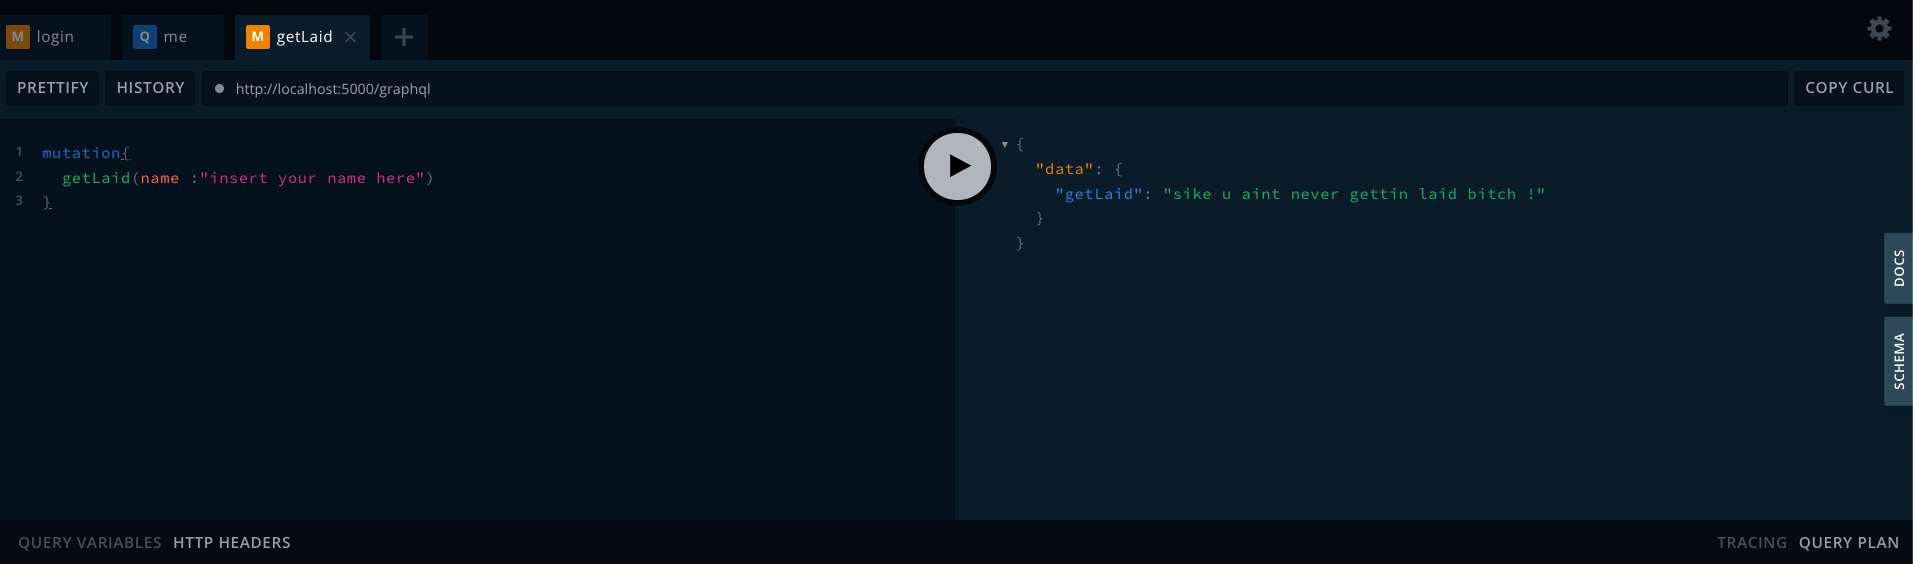 M login Q me M getLaid × +
PRETTIFY HISTORY http://localhost:5000/graphql COPY CURL
1 mutation{
2 getLaid(name :"insert your name here")
3 }
{
"data": {
"getLaid": "sike u aint never gettin laid bitch !"
}
}
DOCS
SCHEMA
QUERY VARIABLES HTTP HEADERS TRACING QUERY PLAN